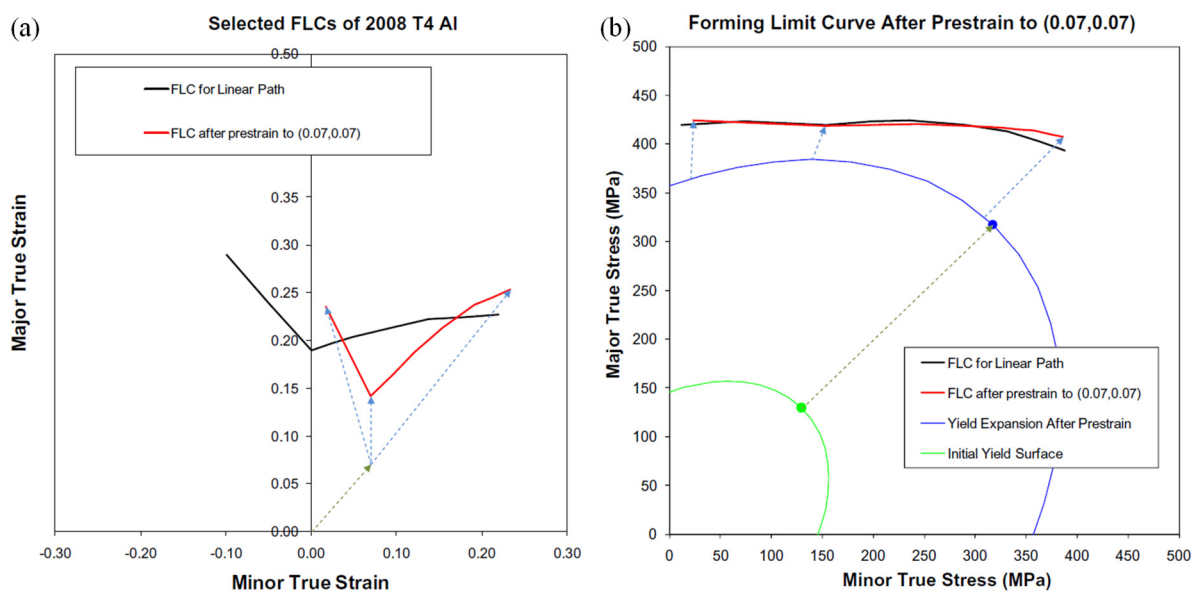 (a)
Selected FLCs of 2008 T4 Al
0.50
FLC for Linear Path
FLC after prestrain to (0.07,0.07)
0.35
0.30
0.25
0.20
0.15
0.10
0.05
0.00
-0.30
-0.20
-0.10
0.00
0.10
0.20
0.30
Major True Strain
Minor True Strain
(b)
Forming Limit Curve After Prestrain to (0.07,0.07)
500
450
400
350
300
250
200
150
100
50
0
FLC for Linear Path
FLC after prestrain to (0.07,0.07)
Yield Expansion After Prestrain
Initial Yield Surface
0
50
100
150
200
250
300
350
400
450
500
Major True Stress (MPa)
Minor True Stress (MPa)